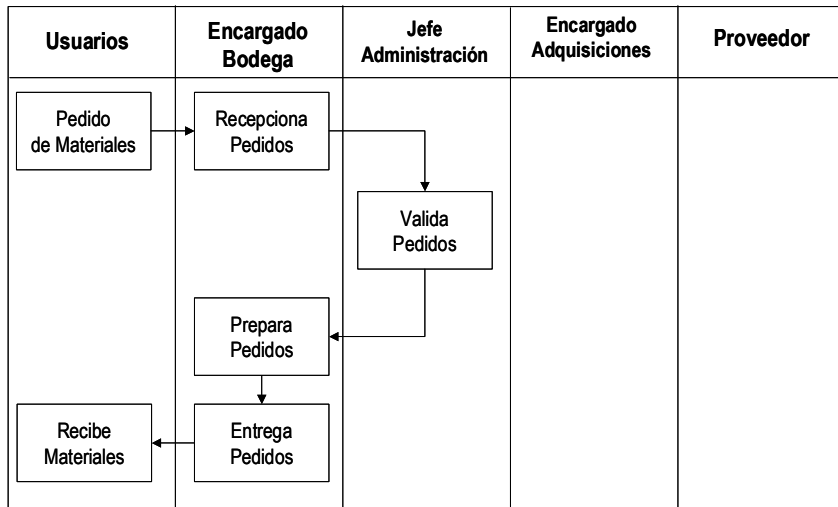 Usuarios
Encargado
Bodega
Jefe
Administración
Encargado
Adquisiciones
Proveedor
Pedido
de Materiales
Recepciona
Pedidos
Valida
Pedidos
Prepara
Pedidos
Recibe
Materiales
Entrega
Pedidos